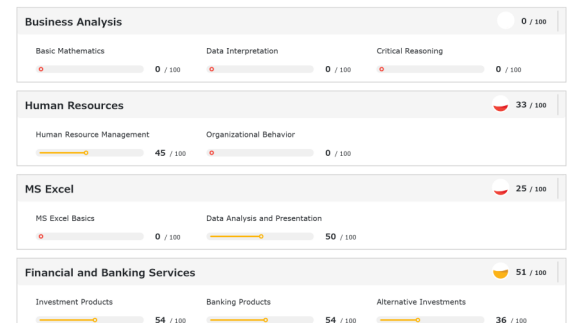 Business Analysis 0 / 100
Basic Mathematics Data Interpretation Critical Reasoning
0 / 100 0 / 100 0 / 100
Human Resources 33 / 100
Human Resource Management Organizational Behavior
45 / 100 0 / 100
MS Excel 25 / 100
MS Excel Basics Data Analysis and Presentation
0 / 100 50 / 100
Financial and Banking Services 51 / 100
Investment Products Banking Products Alternative Investments
54 / 100 54 / 100 36 / 100